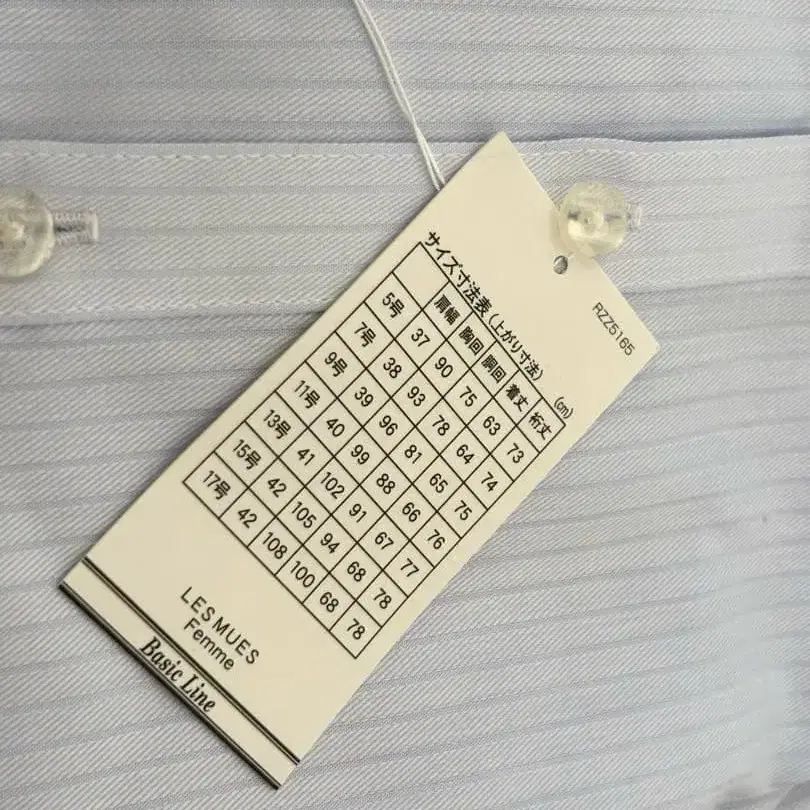 RZZ5165
サイズ寸法表(上がり寸法) (cm)
肩幅 胸回 胴回 着丈 裄丈
5号 37 90 75 63 73
7号 38 93 78 64 74
9号 39 96 81 65 75
11号 40 99 88 66 76
13号 41 102 91 67 77
15号 42 105 94 68 78
17号 42 108 100 68 78
LESMUES
Femme
Basic Line